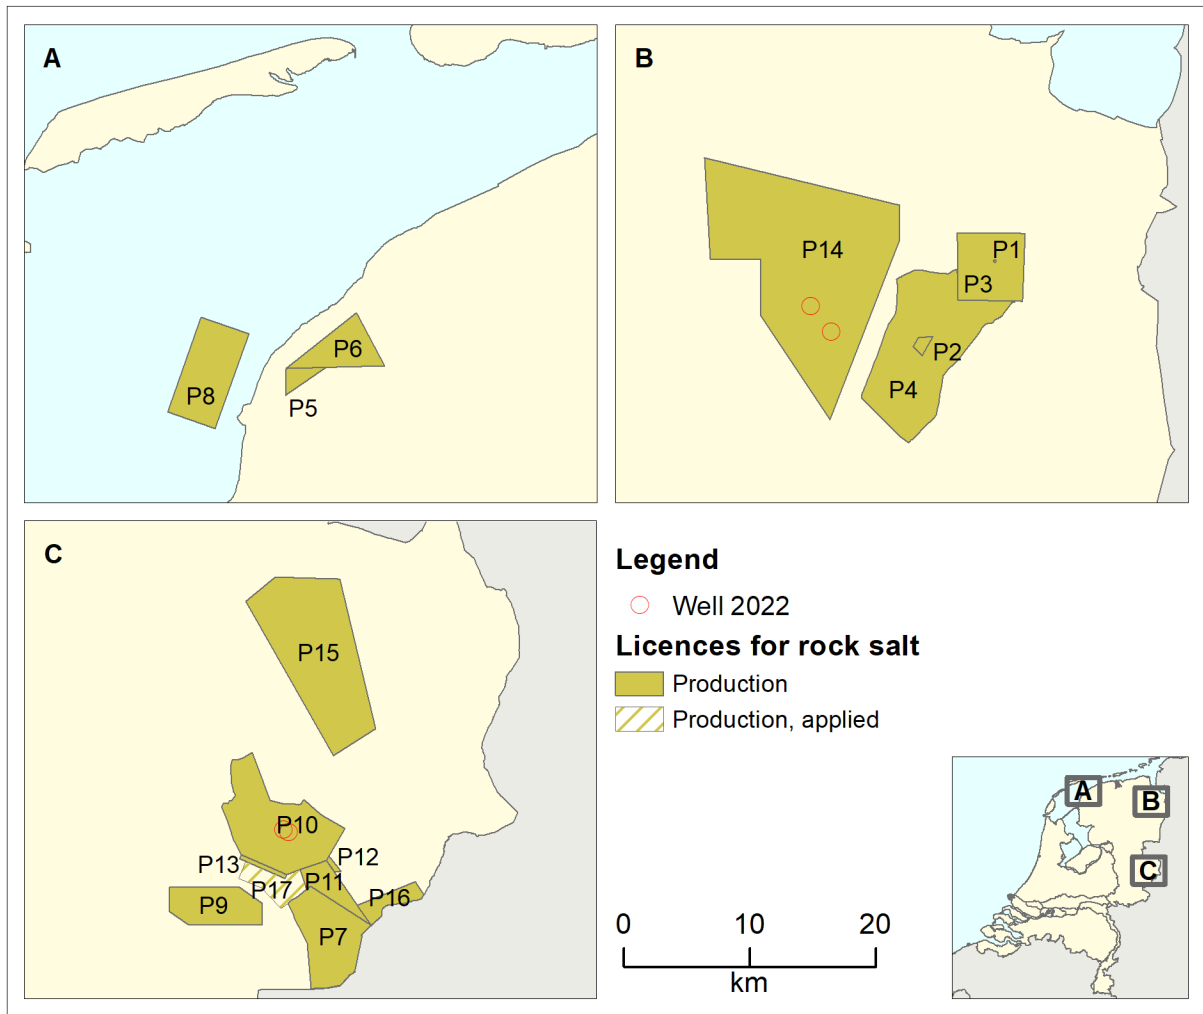 A
P8
P6
P5
B
P14
P1
P3
P2
P4
C
P15
P10
P13
P12
P17
P11
P16
P9
P7
Legend
Well 2022
Licences for rock salt
Production
Production, applied
0 10 20
km
A
B
C